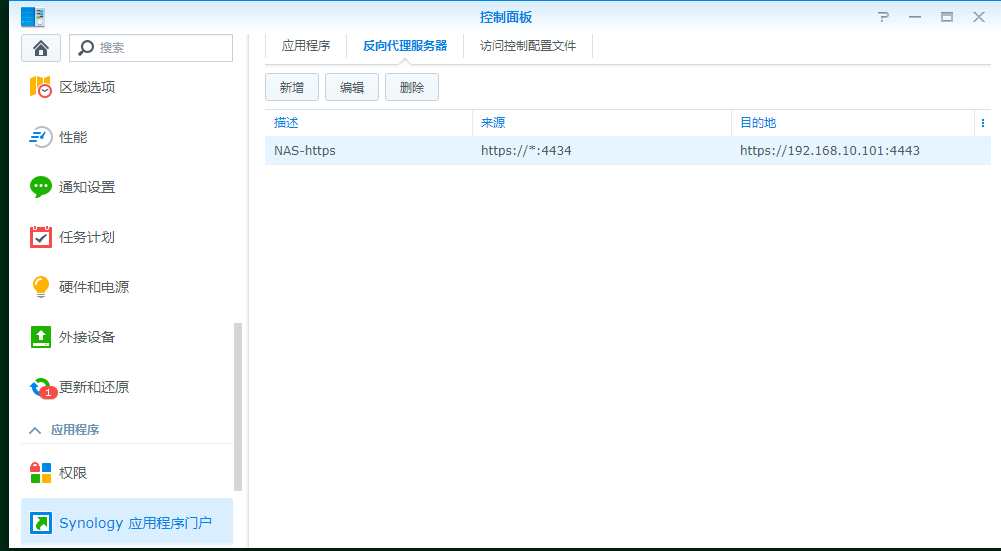 控制面板
搜索
区域选项
性能
通知设置
任务计划
硬件和电源
外接设备
1
更新和还原
应用程序
权限
Synology 应用程序门户
应用程序 反向代理服务器 访问控制配置文件
新增 编辑 删除
描述 来源 目的地
NAS-https https://*:4434 https://192.168.10.101:4443